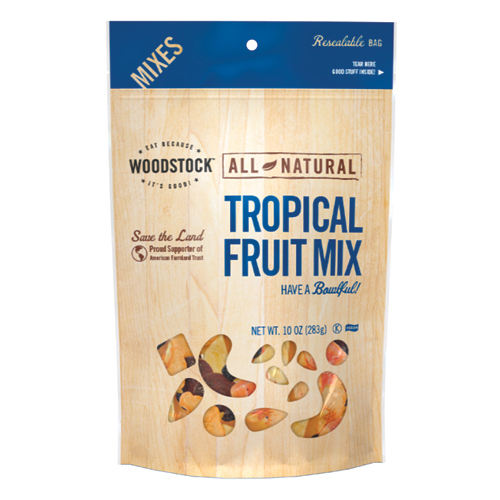 MIXES
Resealable BAG
TEAR HERE
GOOD STUFF INSIDE!
EAT BECAUSE
WOODSTOCK™
IT'S GOOD!
ALL NATURAL
TROPICAL
FRUIT MIX
HAVE A Bowlful!
Save the Land
Proud Supporter of
American Farmland Trust
NET WT. 10 OZ (283g)
K